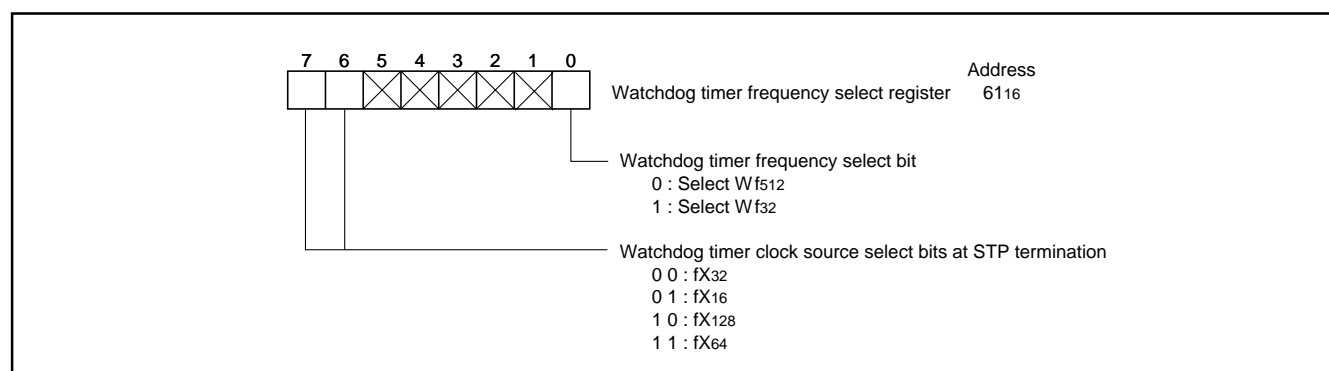 7 6 5 4 3 2 1 0
Address
Watchdog timer frequency select register 6116
Watchdog timer frequency select bit
0 : Select Wf512
1 : Select Wf32
Watchdog timer clock source select bits at STP termination
0 0 : fX32
0 1 : fX16
1 0 : fX128
1 1 : fX64